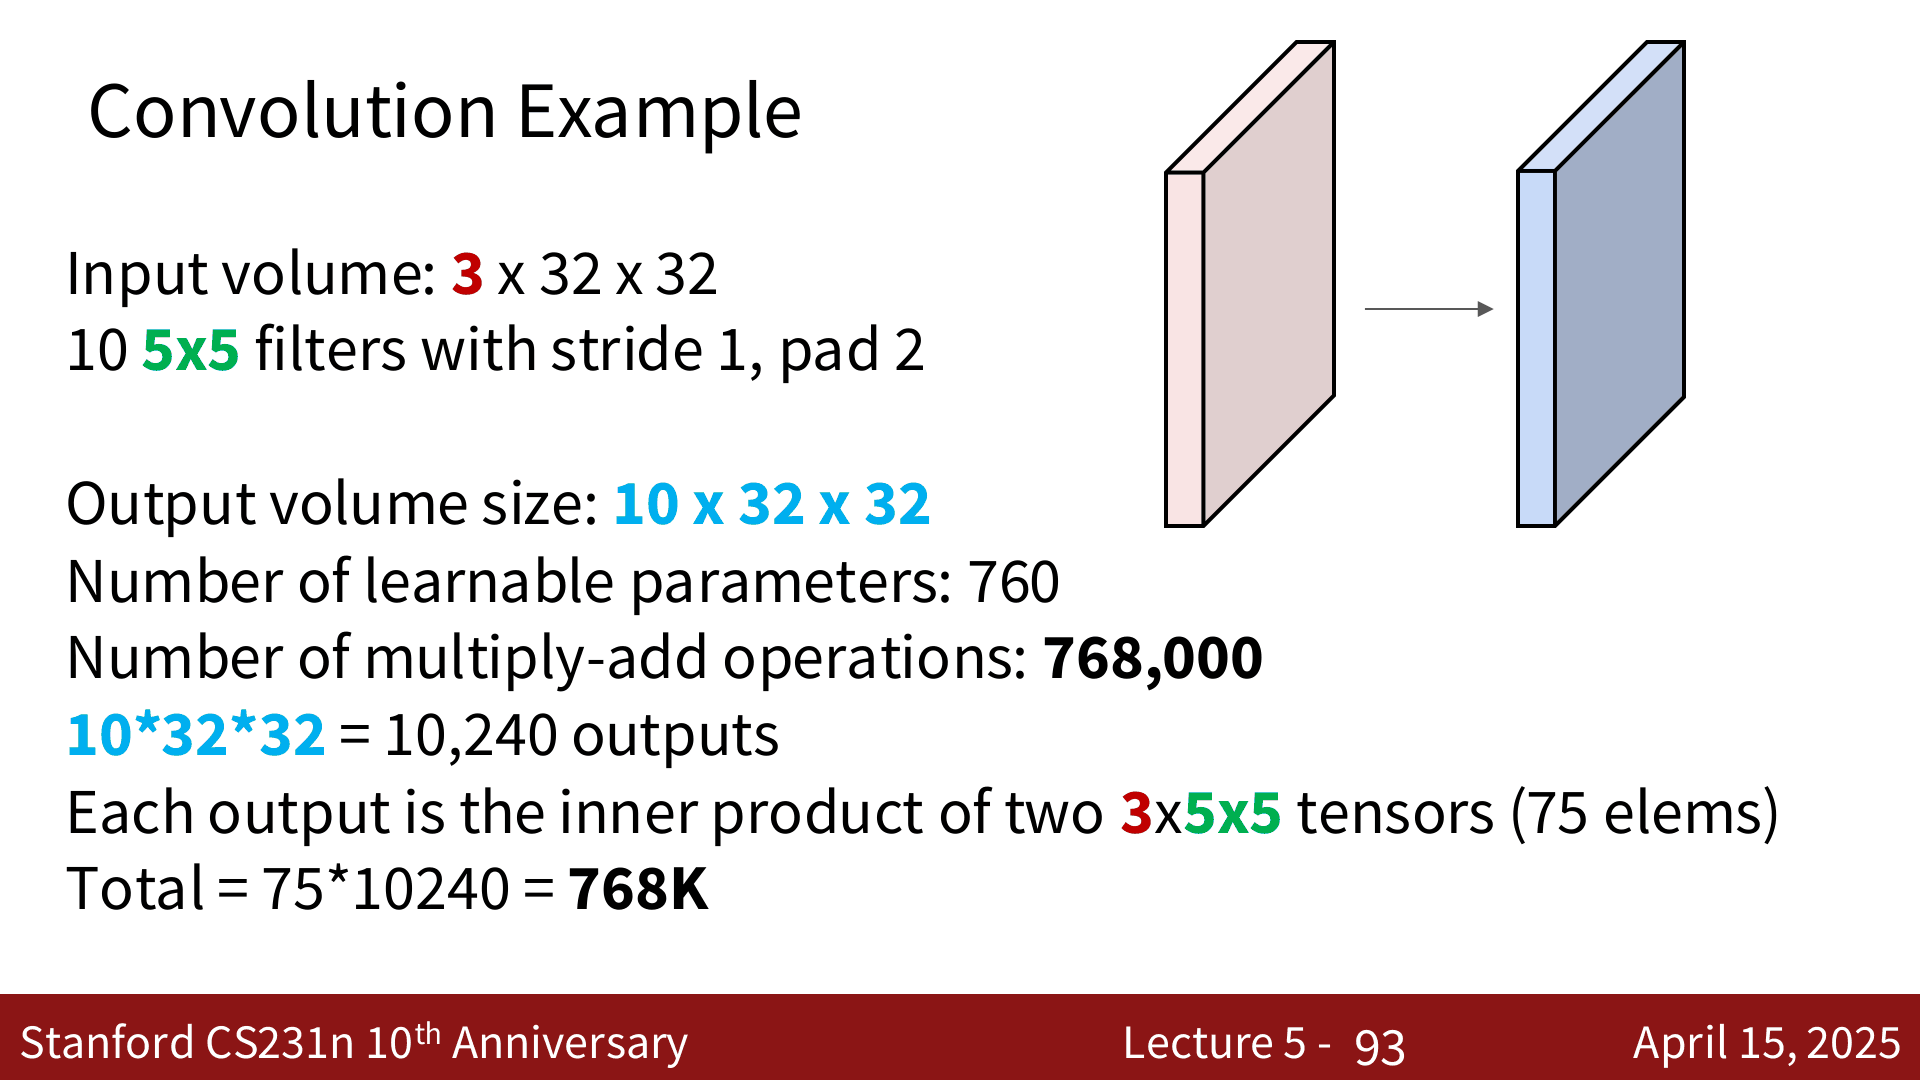 Convolution Example
Input volume: 3 x 32 x 32
10 5x5 filters with stride 1, pad 2
Output volume size: 10 x 32 x 32
Number of learnable parameters: 760
Number of multiply-add operations: 768,000
10*32*32 = 10,240 outputs
Each output is the inner product of two 3x5x5 tensors (75 elems)
Total = 75*10240 = 768K
Stanford CS231n 10th Anniversary
Lecture 5 - 93
April 15, 2025